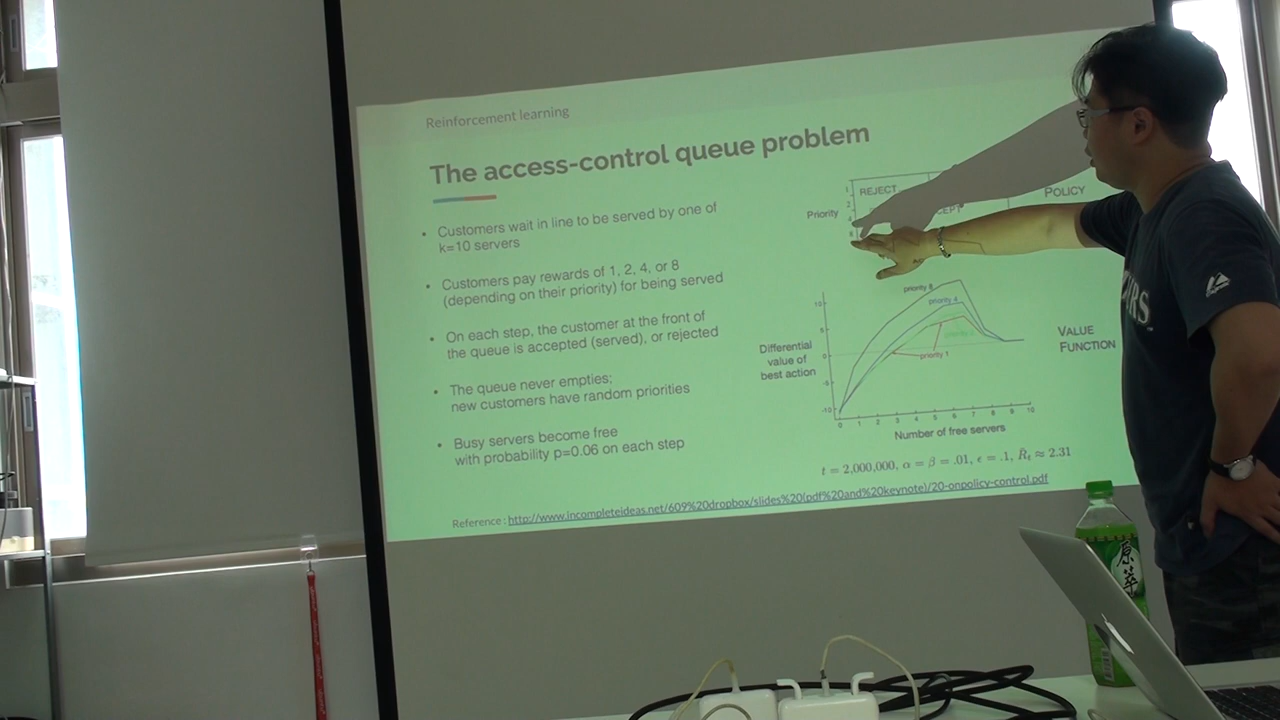 Reinforcement learning
The access-control queue problem
Customers wait in line to be served by one of
k=10 servers
Customers pay rewards of 1, 2, 4, or 8
(depending on their priority) for being served
On each step, the customer at the front of
the queue is accepted (served), or rejected
The queue never empties;
new customers have random priorities
Busy servers become free
with probability p=0.06 on each step
REJECT
POLICY
Priority
1
2
4
8
priority 8
priority 4
priority 1
10
5
0
-5
-10
Differential
value of
best action
VALUE
FUNCTION
0 1 2 3 4 5 6 7 8 9 10
Number of free servers
t = 2,000,000, α = β = .01, ϵ = .1, R̄t ≈ 2.31
Reference : http://www.incompleteideas.net/609%20dropbox/slides%20(pdf%20and%20keynote)/20-onpolicy-control.pdf
原萃